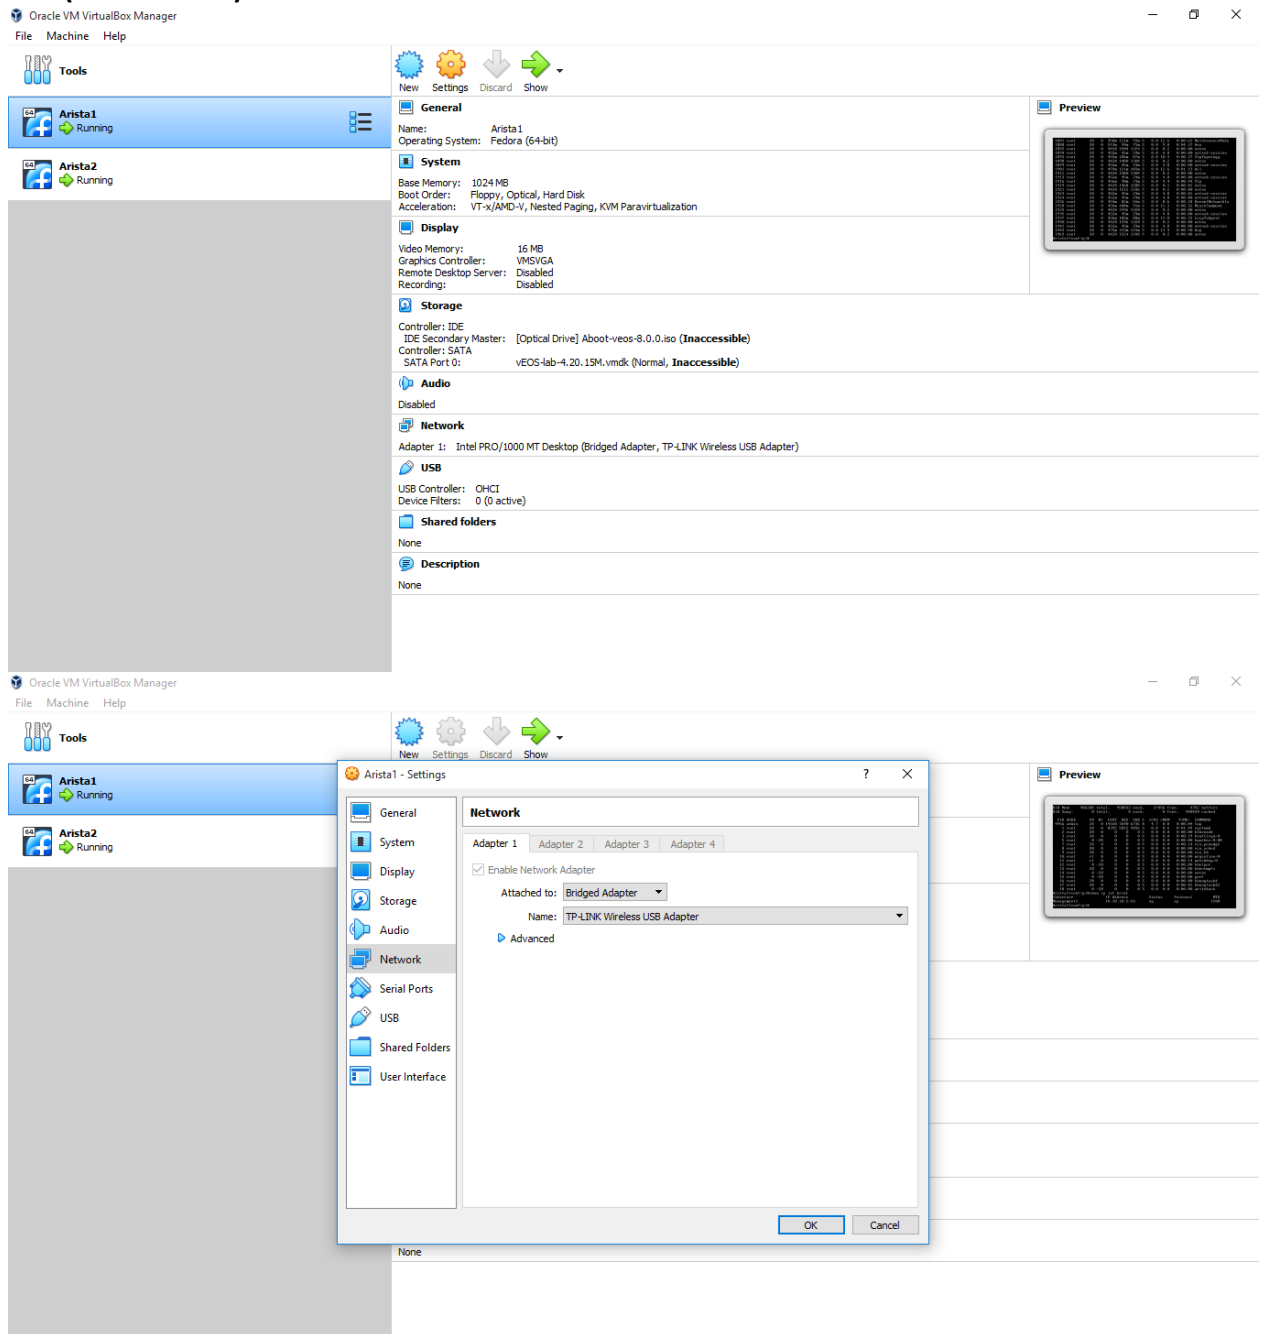 Oracle VM VirtualBox Manager
File Machine Help
Tools
New Settings Discard Show
64 Arista1
Running
64 Arista2
Running
General
Name: Arista1
Operating System: Fedora (64-bit)
System
Base Memory: 1024 MB
Boot Order: Floppy, Optical, Hard Disk
Acceleration: VT-x/AMD-V, Nested Paging, KVM Paravirtualization
Display
Video Memory: 16 MB
Graphics Controller: VMSVGA
Remote Desktop Server: Disabled
Recording: Disabled
Storage
Controller: IDE
IDE Secondary Master: [Optical Drive] Aboot-veos-8.0.0.iso (Inaccessible)
Controller: SATA
SATA Port 0: vEOS-lab-4.20.15M.vmdk (Normal, Inaccessible)
Audio
Disabled
Network
Adapter 1: Intel PRO/1000 MT Desktop (Bridged Adapter, TP-LINK Wireless USB Adapter)
USB
USB Controller: OHCI
Device Filters: 0 (0 active)
Shared folders
None
Description
None
Preview
Oracle VM VirtualBox Manager
File Machine Help
Tools
New Settings Discard Show
64 Arista1
Running
64 Arista2
Running
Preview
Arista1 - Settings
General
System
Display
Storage
Audio
Network
Serial Ports
USB
Shared Folders
User Interface
Network
Adapter 1 Adapter 2 Adapter 3 Adapter 4
Enable Network Adapter
Attached to: Bridged Adapter
Name: TP-LINK Wireless USB Adapter
Advanced
OK Cancel
None